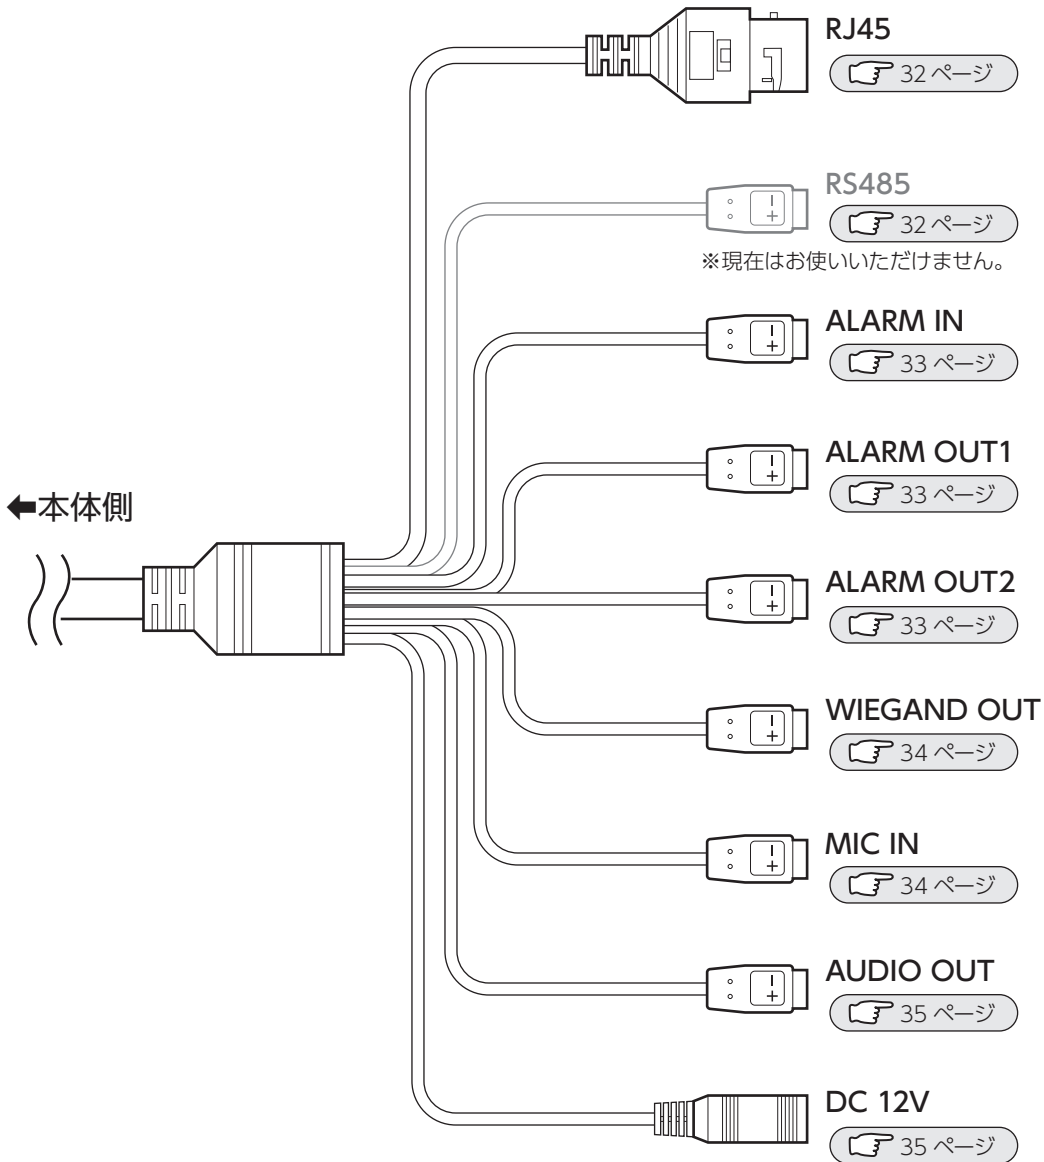 RJ45
32 ページ
RS485
32 ページ
※現在はお使いいただけません。
ALARM IN
33 ページ
ALARM OUT1
33 ページ
⬅本体側
ALARM OUT2
33 ページ
WIEGAND OUT
34 ページ
MIC IN
34 ページ
AUDIO OUT
35 ページ
DC 12V
35 ページ